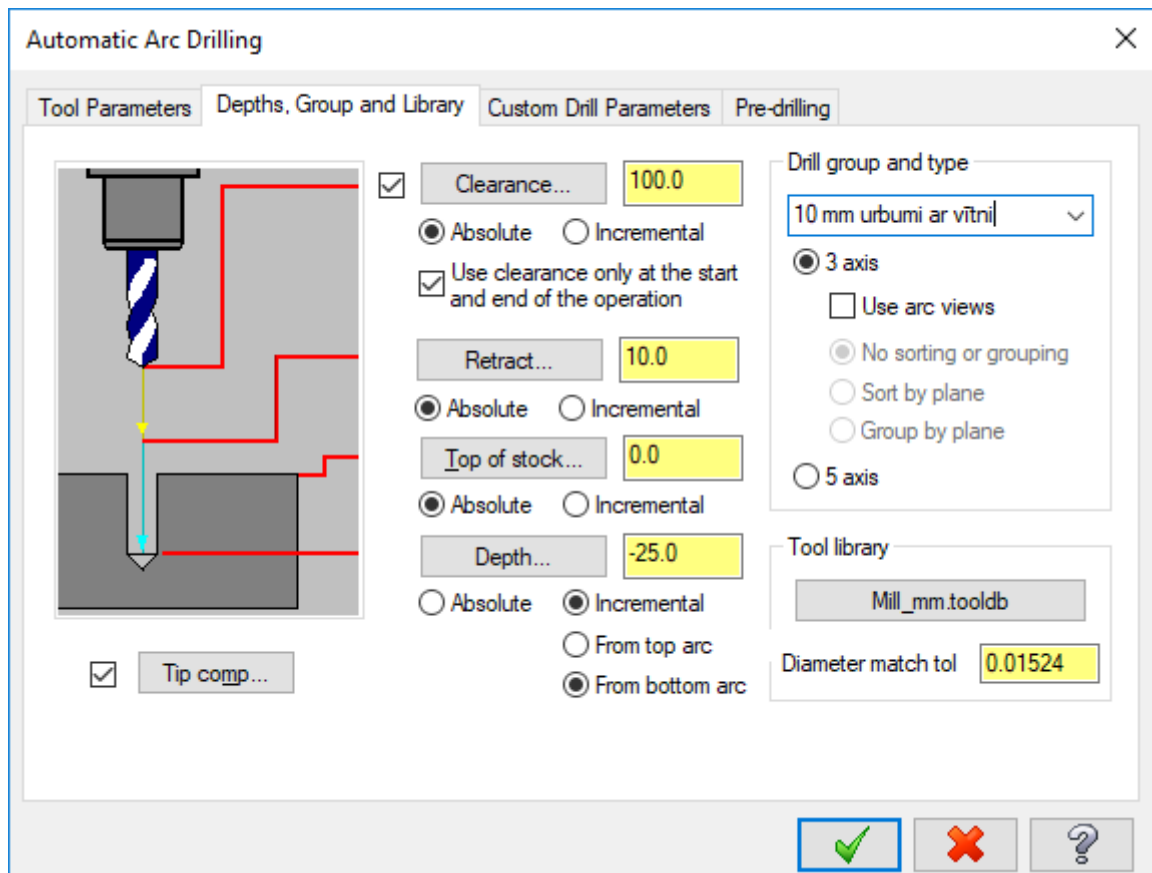 Automatic Arc Drilling
Tool Parameters
Depths, Group and Library
Custom Drill Parameters
Pre-drilling
Clearance...
100.0
Absolute
Incremental
Use clearance only at the start
and end of the operation
Retract...
10.0
Absolute
Incremental
Top of stock...
0.0
Absolute
Incremental
Depth...
-25.0
Absolute
Incremental
From top arc
From bottom arc
Tip comp...
Drill group and type
10 mm urbumi ar vītni
3 axis
Use arc views
No sorting or grouping
Sort by plane
Group by plane
5 axis
Tool library
Mill_mm.tooldb
Diameter match tol
0.01524